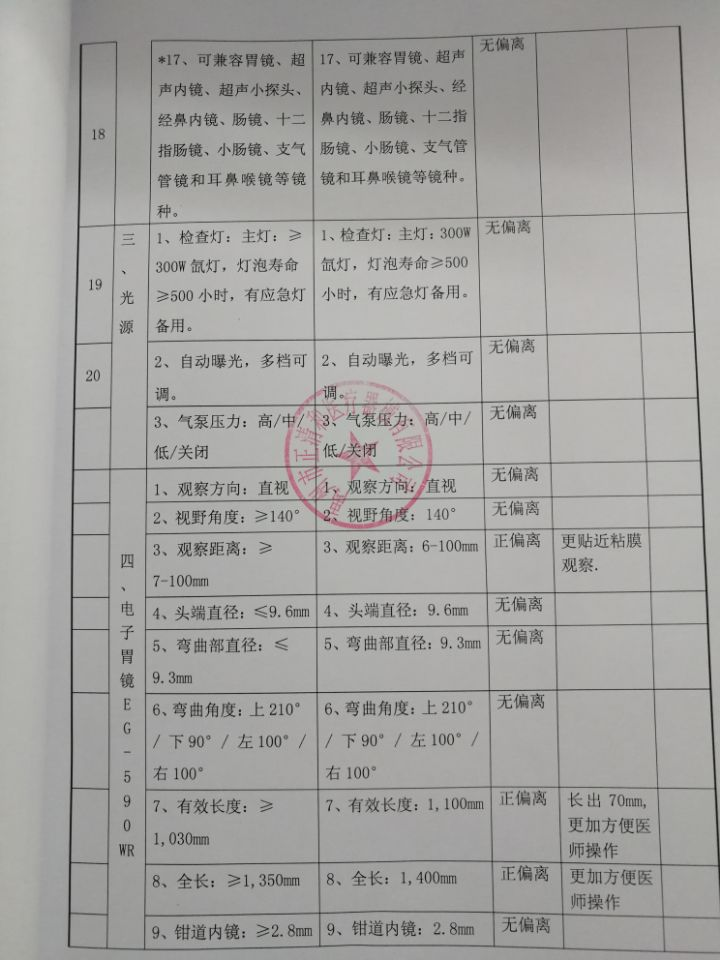 18
*17、可兼容胃镜、超
声内镜、超声小探头、
经鼻内镜、肠镜、十二
指肠镜、小肠镜、支气
管镜和耳鼻喉镜等镜
种。
17、可兼容胃镜、超声
内镜、超声小探头、经
鼻内镜、肠镜、十二指
肠镜、小肠镜、支气管
镜和耳鼻喉镜等镜种。
无偏离
19
三
、
光
源
1、检查灯：主灯：≥
300W 氙灯，灯泡寿命
≥500 小时，有应急灯
备用。
1、检查灯：主灯：300W
氙灯，灯泡寿命≥500
小时，有应急灯备用。
无偏离
20
2、自动曝光，多档可
调。
2、自动曝光，多档可
调。
无偏离
3、气泵压力：高/中/
低/关闭
3、气泵压力：高/中/
低/关闭
无偏离
四
、
电
子
胃
镜
E
G
-
5
9
0
WR
1、观察方向：直视
1、观察方向：直视
无偏离
2、视野角度：≥140°
2、视野角度：140°
无偏离
3、观察距离：≥
7-100mm
3、观察距离：6-100mm
正偏离
更贴近粘膜
观察.
4、头端直径：≤9.6mm
4、头端直径：9.6mm
无偏离
5、弯曲部直径：≤
9.3mm
5、弯曲部直径：9.3mm
无偏离
6、弯曲角度：上 210°
/ 下 90°/ 左 100°/
右 100°
6、弯曲角度：上 210°
/ 下 90°/ 左 100°/
右 100°
无偏离
7、有效长度：≥
1,030mm
7、有效长度：1,100mm
正偏离
长出 70mm,
更加方便医
师操作
8、全长：≥1,350mm
8、全长：1,400mm
正偏离
更加方便医
师操作
9、钳道内镜：≥2.8mm
9、钳道内镜：2.8mm
无偏离